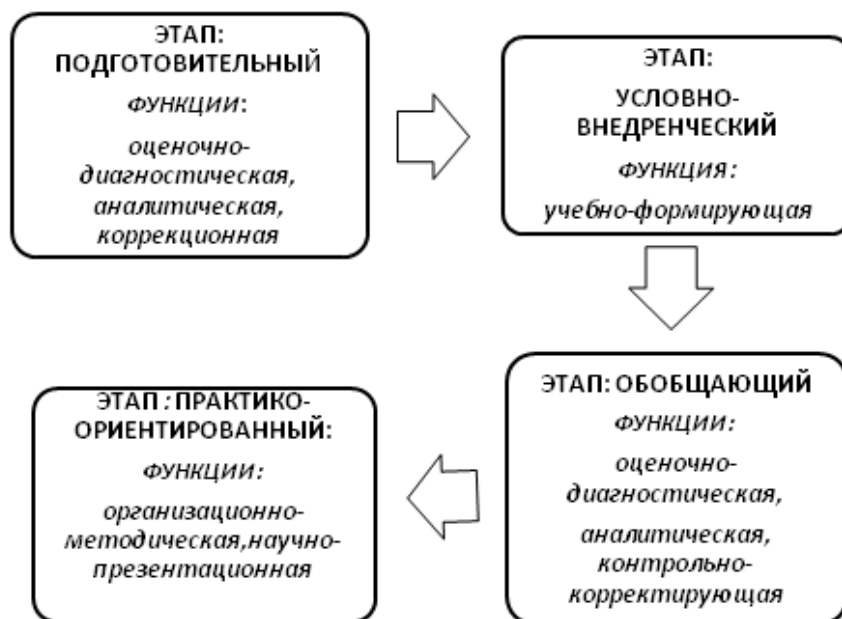 ЭТАП:
ПОДГОТОВИТЕЛЬНЫЙ
ФУНКЦИИ:
оценочно-
диагностическая,
аналитическая,
коррекционная
ЭТАП:
УСЛОВНО-
ВНЕДРЕНЧЕСКИЙ
ФУНКЦИЯ:
учебно-формирующая
ЭТАП: ОБОБЩАЮЩИЙ
ФУНКЦИИ:
оценочно-
диагностическая,
аналитическая,
контрольно-
корректирующая
ЭТАП: ПРАКТИКО-
ОРИЕНТИРОВАННЫЙ:
ФУНКЦИИ:
организационно-
методическая,научно-
презентационная